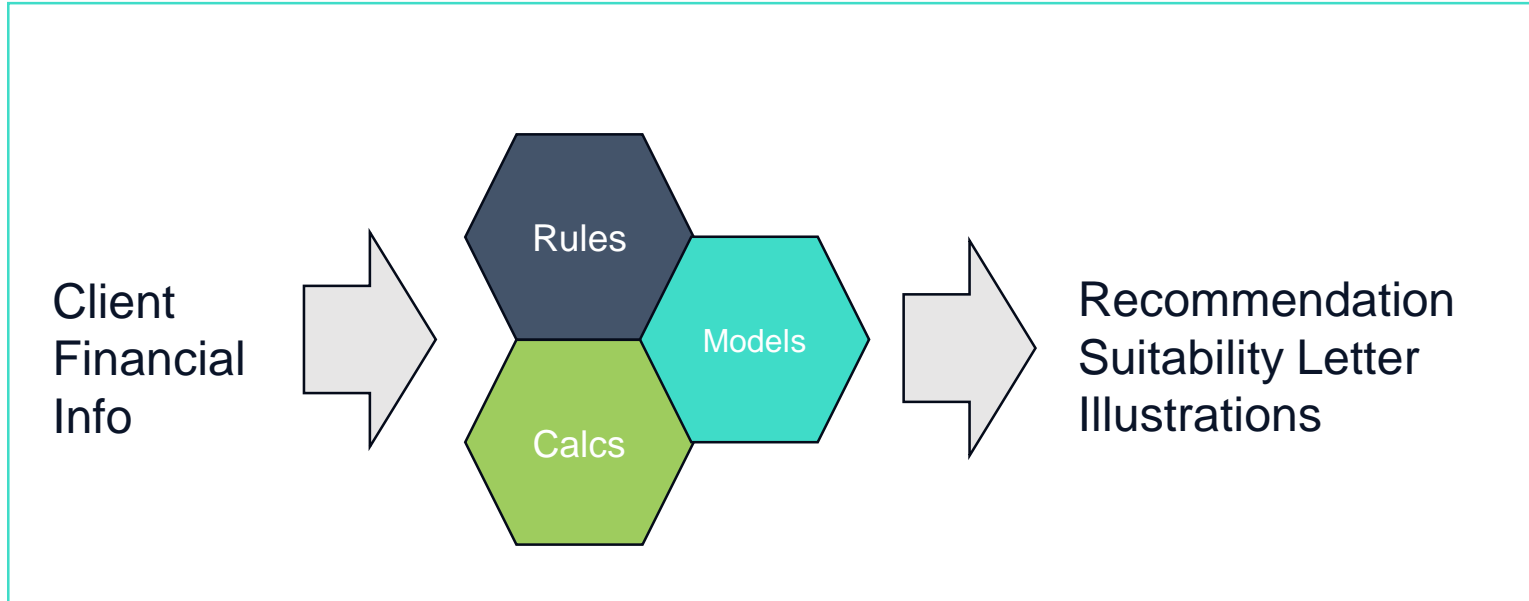 Client
Financial
Info
Rules
Models
Calcs
Recommendation
Suitability Letter
Illustrations